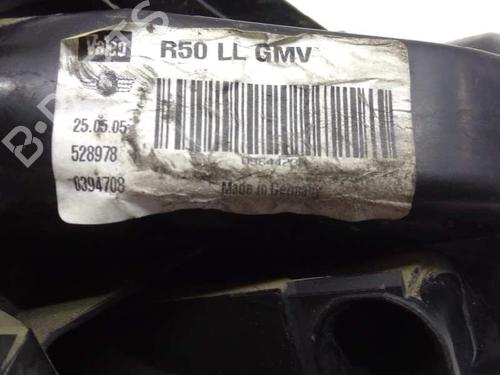 Valeo
R50 LL GMV
25.05.05
528978
0394708
Made in Germany